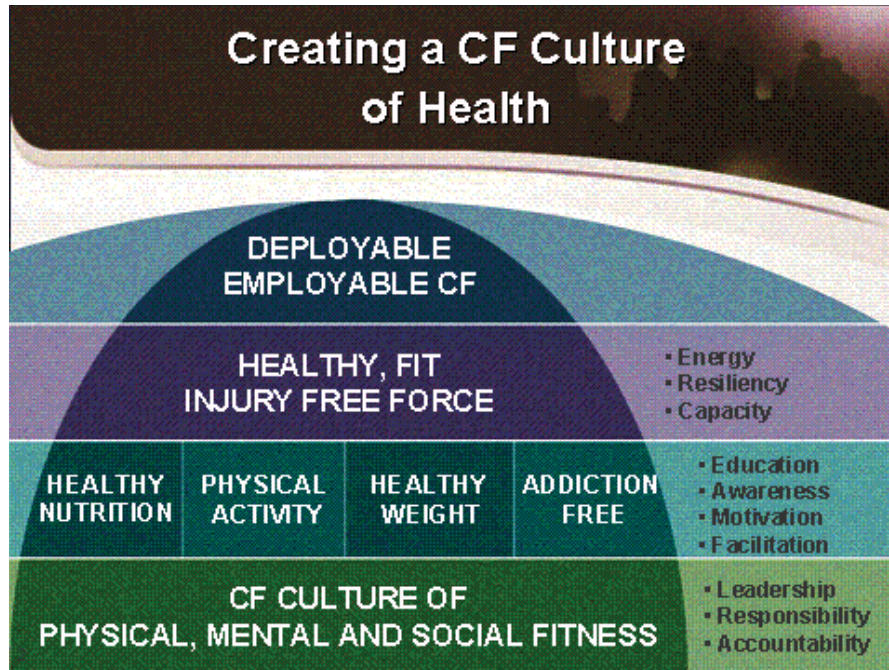 Creating a CF Culture
of Health
DEPLOYABLE
EMPLOYABLE CF
HEALTHY, FIT
INJURY FREE FORCE
▪ Energy
▪ Resiliency
▪ Capacity
HEALTHY
NUTRITION
PHYSICAL
ACTIVITY
HEALTHY
WEIGHT
ADDICTION
FREE
▪ Education
▪ Awareness
▪ Motivation
▪ Facilitation
CF CULTURE OF
PHYSICAL, MENTAL AND SOCIAL FITNESS
▪ Leadership
▪ Responsibility
▪ Accountability